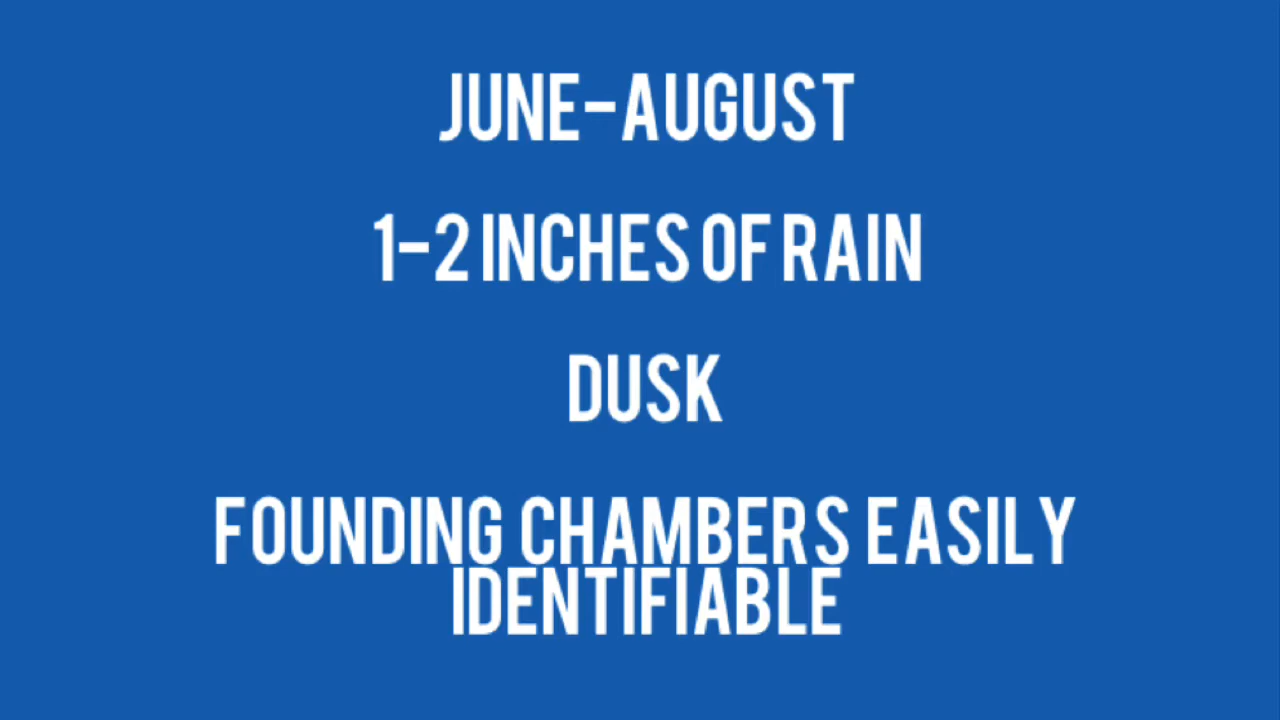 JUNE-AUGUST
1-2 INCHES OF RAIN
DUSK
FOUNDING CHAMBERS EASILY
IDENTIFIABLE